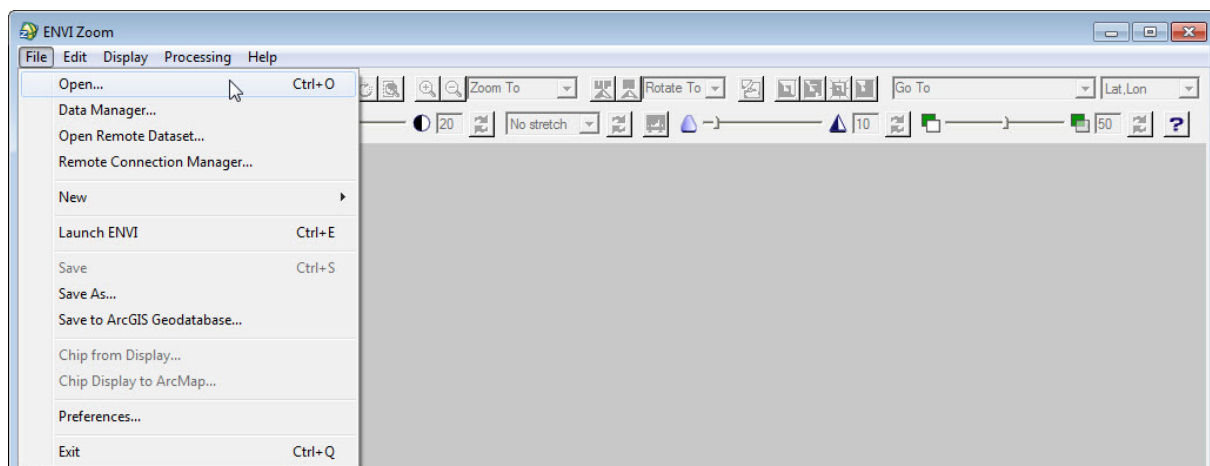 ENVI Zoom
File Edit Display Processing Help
Open... Ctrl+O
Data Manager...
Open Remote Dataset...
Remote Connection Manager...
New
Launch ENVI Ctrl+E
Save Ctrl+S
Save As...
Save to ArcGIS Geodatabase...
Chip from Display...
Chip Display to ArcMap...
Preferences...
Exit Ctrl+Q
Zoom To Rotate To Go To Lat,Lon
20 No stretch 10 50 ?